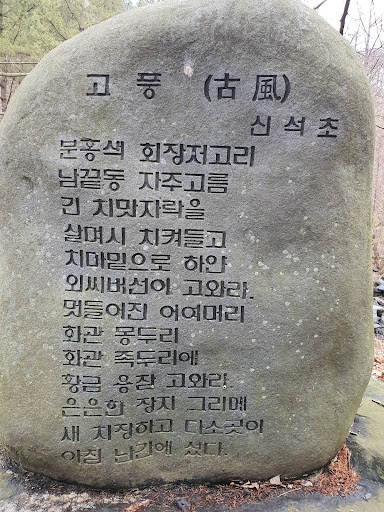 고 풍 (古風)
신 석 초
분홍색 회장저고리
남끝동 자주고름
긴 치맛자락을
살며시 치켜들고
치마밑으로 하얀
외씨버선이 고와라.
멋들어진 어여머리
화관 몽두리
화관 족두리에
황금 용잠 고와라.
은은한 장지 그리메
새 치장하고 다소곳이
아침 난간에 섰다.